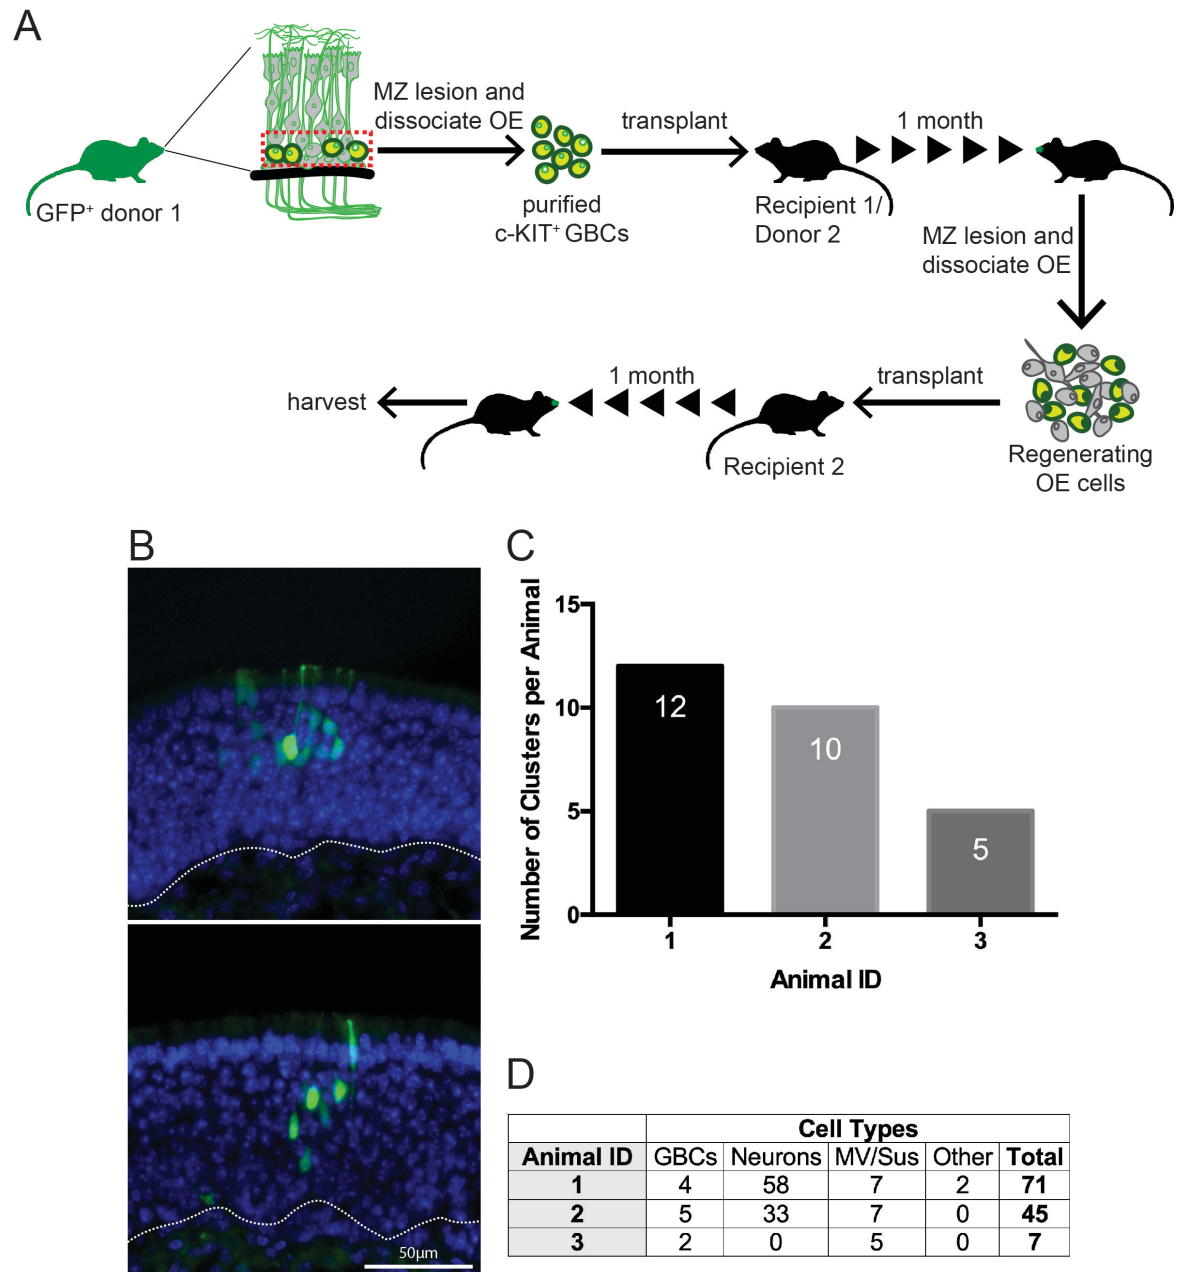 A
GFP+ donor 1
MZ lesion and
dissociate OE
purified
c-KIT+ GBCs
transplant
Recipient 1/
Donor 2
1 month
MZ lesion and
dissociate OE
Regenerating
OE cells
transplant
Recipient 2
1 month
harvest
B
50μm
C
Number of Clusters per Animal
15
10
5
0
12
10
5
1 2 3
Animal ID
D
Cell Types
Animal ID GBCs Neurons MV/Sus Other Total
1 4 58 7 2 71
2 5 33 7 0 45
3 2 0 5 0 7